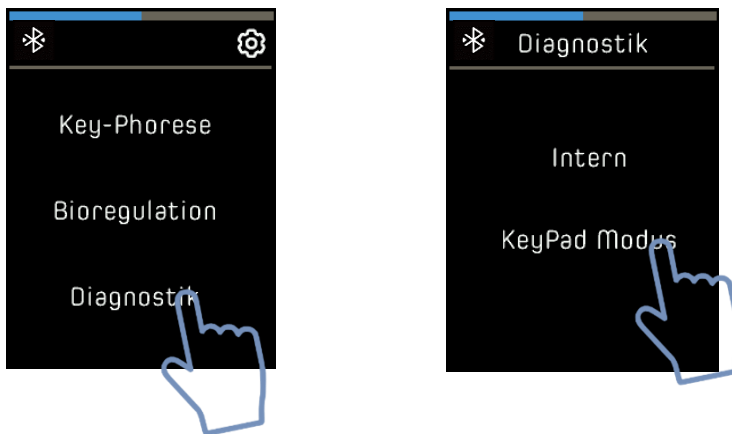 Key-Phorese
Bioregulation
Diagnostik
Diagnostik
Intern
KeyPad Modus